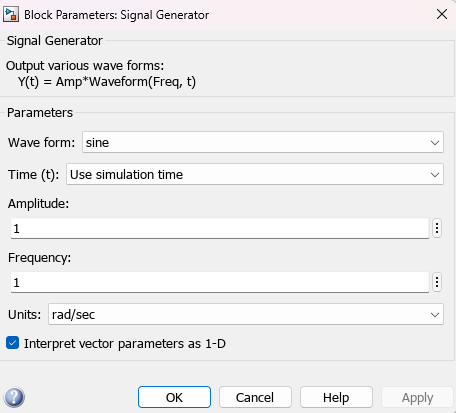 Block Parameters: Signal Generator
Signal Generator
Output various wave forms:
Y(t) = Amp*Waveform(Freq, t)
Parameters
Wave form: sine
Time (t): Use simulation time
Amplitude:
1
Frequency:
1
Units: rad/sec
Interpret vector parameters as 1-D
? OK Cancel Help Apply